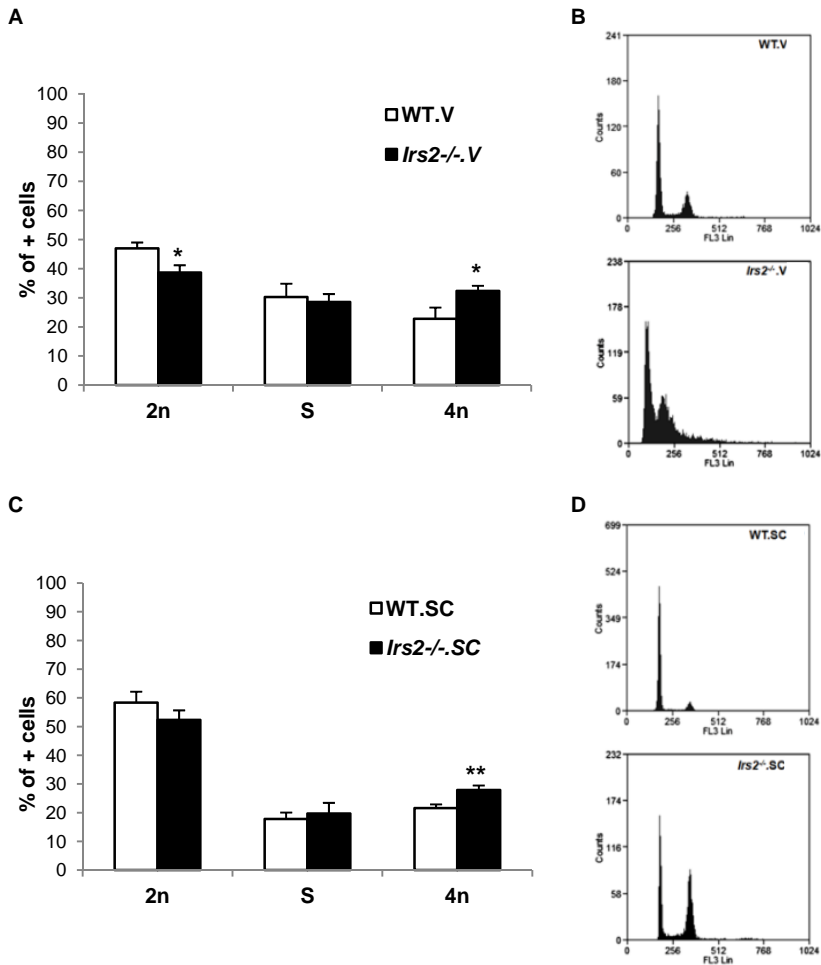 A
100
90
80
70
60
50
40
30
20
10
0
% of + cells
WT.V
Irs2-/-.V
*
*
2n S 4n
B
WT.V
241
180
120
60
0
Counts
0 256 512 768 1024
FL3 Lin
Irs2-/-.V
238
178
119
59
0
Counts
0 256 512 768 1024
FL3 Lin
C
100
90
80
70
60
50
40
30
20
10
0
% of + cells
WT.SC
Irs2-/-.SC
**
2n S 4n
D
WT.SC
699
524
349
174
0
Counts
0 256 512 768 1024
FL3 Lin
Irs2-/-.SC
232
174
116
58
0
Counts
0 256 512 768 1024
FL3 Lin